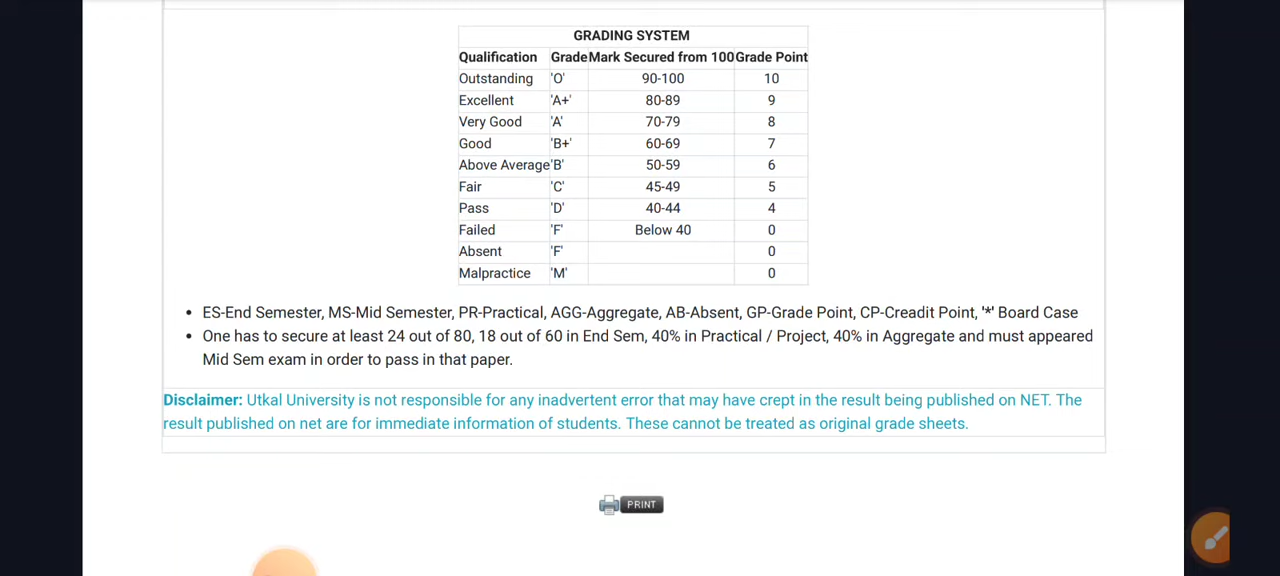 GRADING SYSTEM
Qualification Grade Mark Secured from 100 Grade Point
Outstanding 'O' 90-100 10
Excellent 'A+' 80-89 9
Very Good 'A' 70-79 8
Good 'B+' 60-69 7
Above Average 'B' 50-59 6
Fair 'C' 45-49 5
Pass 'D' 40-44 4
Failed 'F' Below 40 0
Absent 'F' 0
Malpractice 'M' 0
• ES-End Semester, MS-Mid Semester, PR-Practical, AGG-Aggregate, AB-Absent, GP-Grade Point, CP-Creadit Point, '*' Board Case
• One has to secure at least 24 out of 80, 18 out of 60 in End Sem, 40% in Practical / Project, 40% in Aggregate and must appeared
Mid Sem exam in order to pass in that paper.
Disclaimer: Utkal University is not responsible for any inadvertent error that may have crept in the result being published on NET. The
result published on net are for immediate information of students. These cannot be treated as original grade sheets.
PRINT